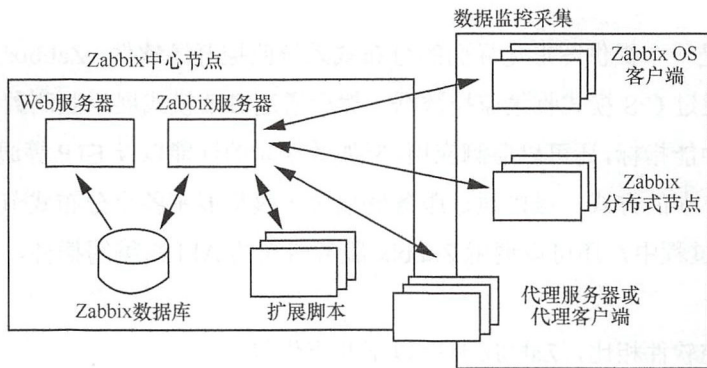 数据监控采集
Zabbix中心节点
Zabbix OS
客户端
Web服务器
Zabbix服务器
Zabbix
分布式节点
Zabbix数据库
扩展脚本
代理服务器或
代理客户端